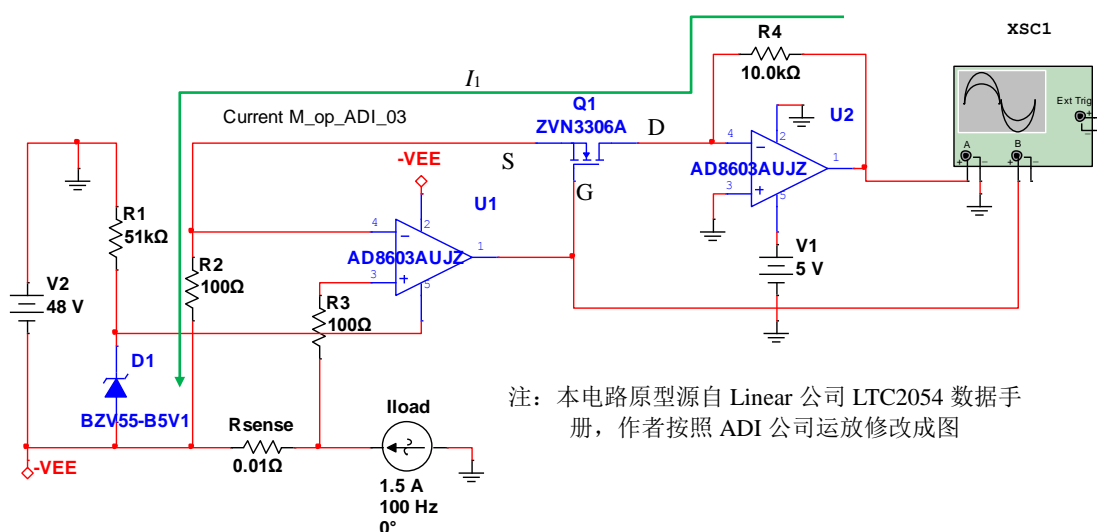 XSC1
R4
10.0kΩ
I1
Ext Trig
+
−
A
B
+ −
+ −
Current M_op_ADI_03
Q1
ZVN3306A
D
U2
S
G
4
2
1
3
5
AD8603AUJZ
-VEE
U1
4
2
1
3
5
AD8603AUJZ
R1
51kΩ
R2
100Ω
R3
100Ω
V1
5 V
V2
48 V
D1
BZV55-B5V1
Rsense
0.01Ω
Iload
1.5 A
100 Hz
0°
-VEE
注：本电路原型源自 Linear 公司 LTC2054 数据手
册，作者按照 ADI 公司运放修改成图